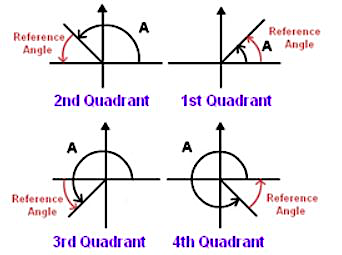 Reference
Angle
A
2nd Quadrant
A
Reference
Angle
1st Quadrant
A
Reference
Angle
3rd Quadrant
A
Reference
Angle
4th Quadrant